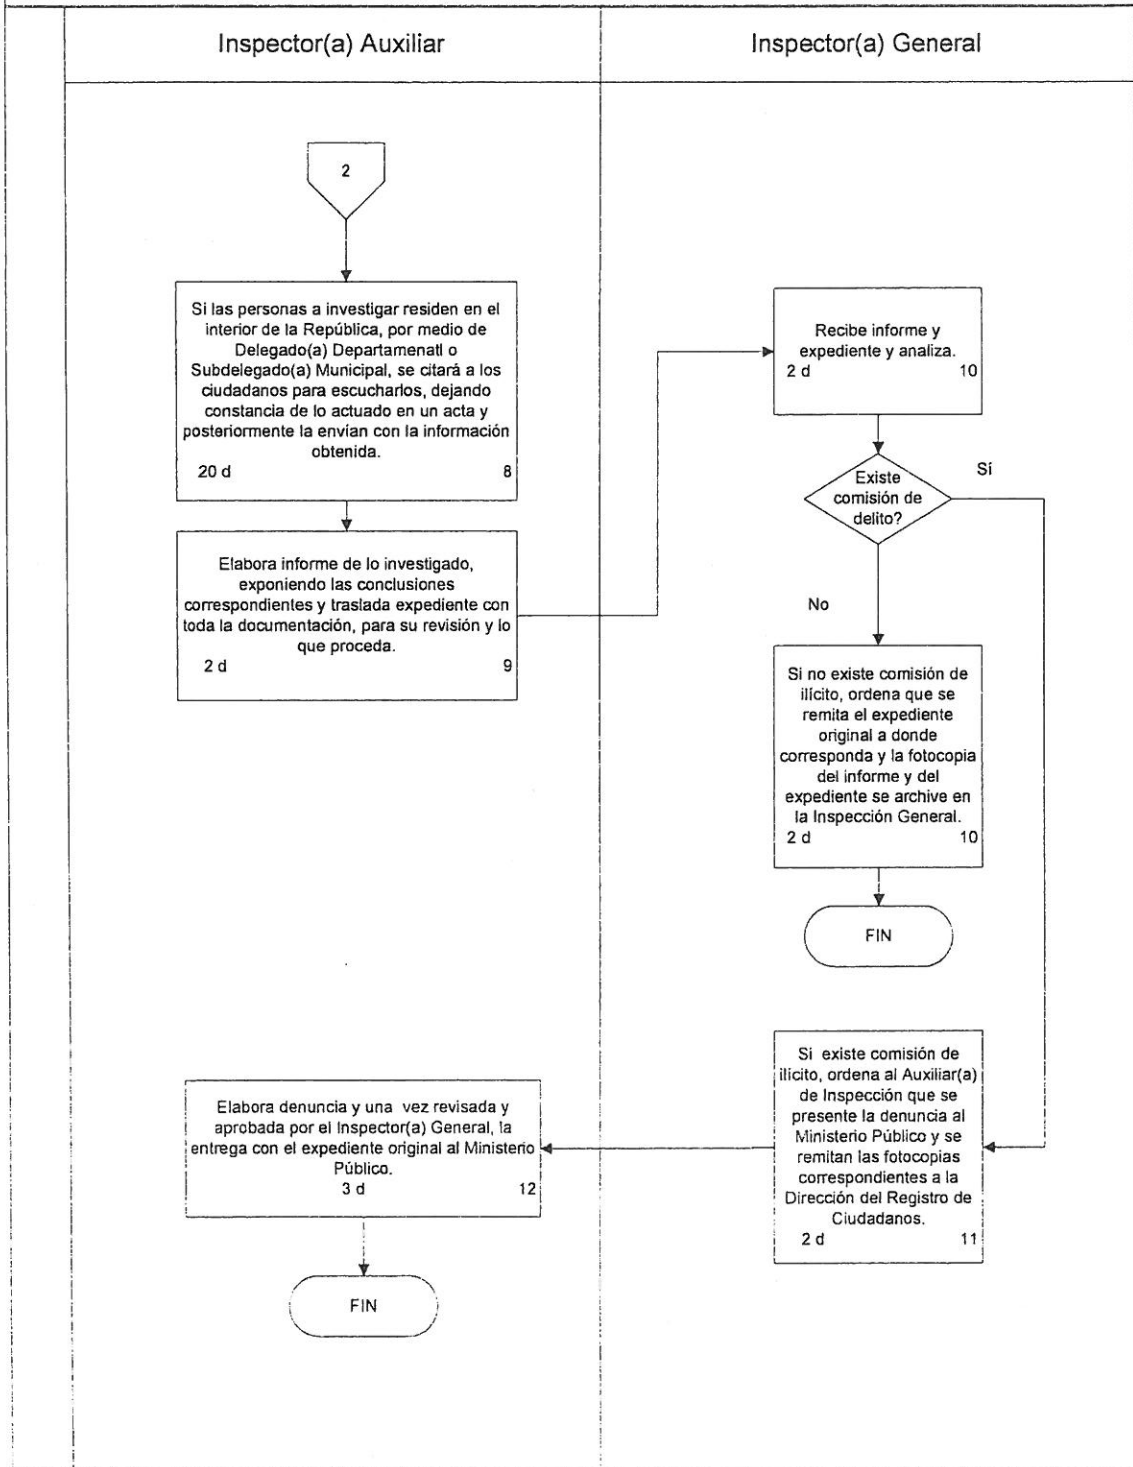 Inspector(a) Auxiliar
Inspector(a) General
2
Si las personas a investigar residen en el
interior de la República, por medio de
Delegado(a) Departamenatl o
Subdelegado(a) Municipal, se citará a los
ciudadanos para escucharlos, dejando
constancia de lo actuado en un acta y
posteriormente la envían con la información
obtenida.
20 d 8
Elabora informe de lo investigado,
exponiendo las conclusiones
correspondientes y traslada expediente con
toda la documentación, para su revisión y lo
que proceda.
2 d 9
Recibe informe y
expediente y analiza.
2 d 10
Existe
comisión de
delito?
Sí
No
Si no existe comisión de
ilícito, ordena que se
remita el expediente
original a donde
corresponda y la fotocopia
del informe y del
expediente se archive en
la Inspección General.
2 d 10
FIN
Si existe comisión de
ilícito, ordena al Auxiliar(a)
de Inspección que se
presente la denuncia al
Ministerio Público y se
remitan las fotocopias
correspondientes a la
Dirección del Registro de
Ciudadanos.
2 d 11
Elabora denuncia y una vez revisada y
aprobada por el Inspector(a) General, la
entrega con el expediente original al Ministerio
Público.
3 d 12
FIN